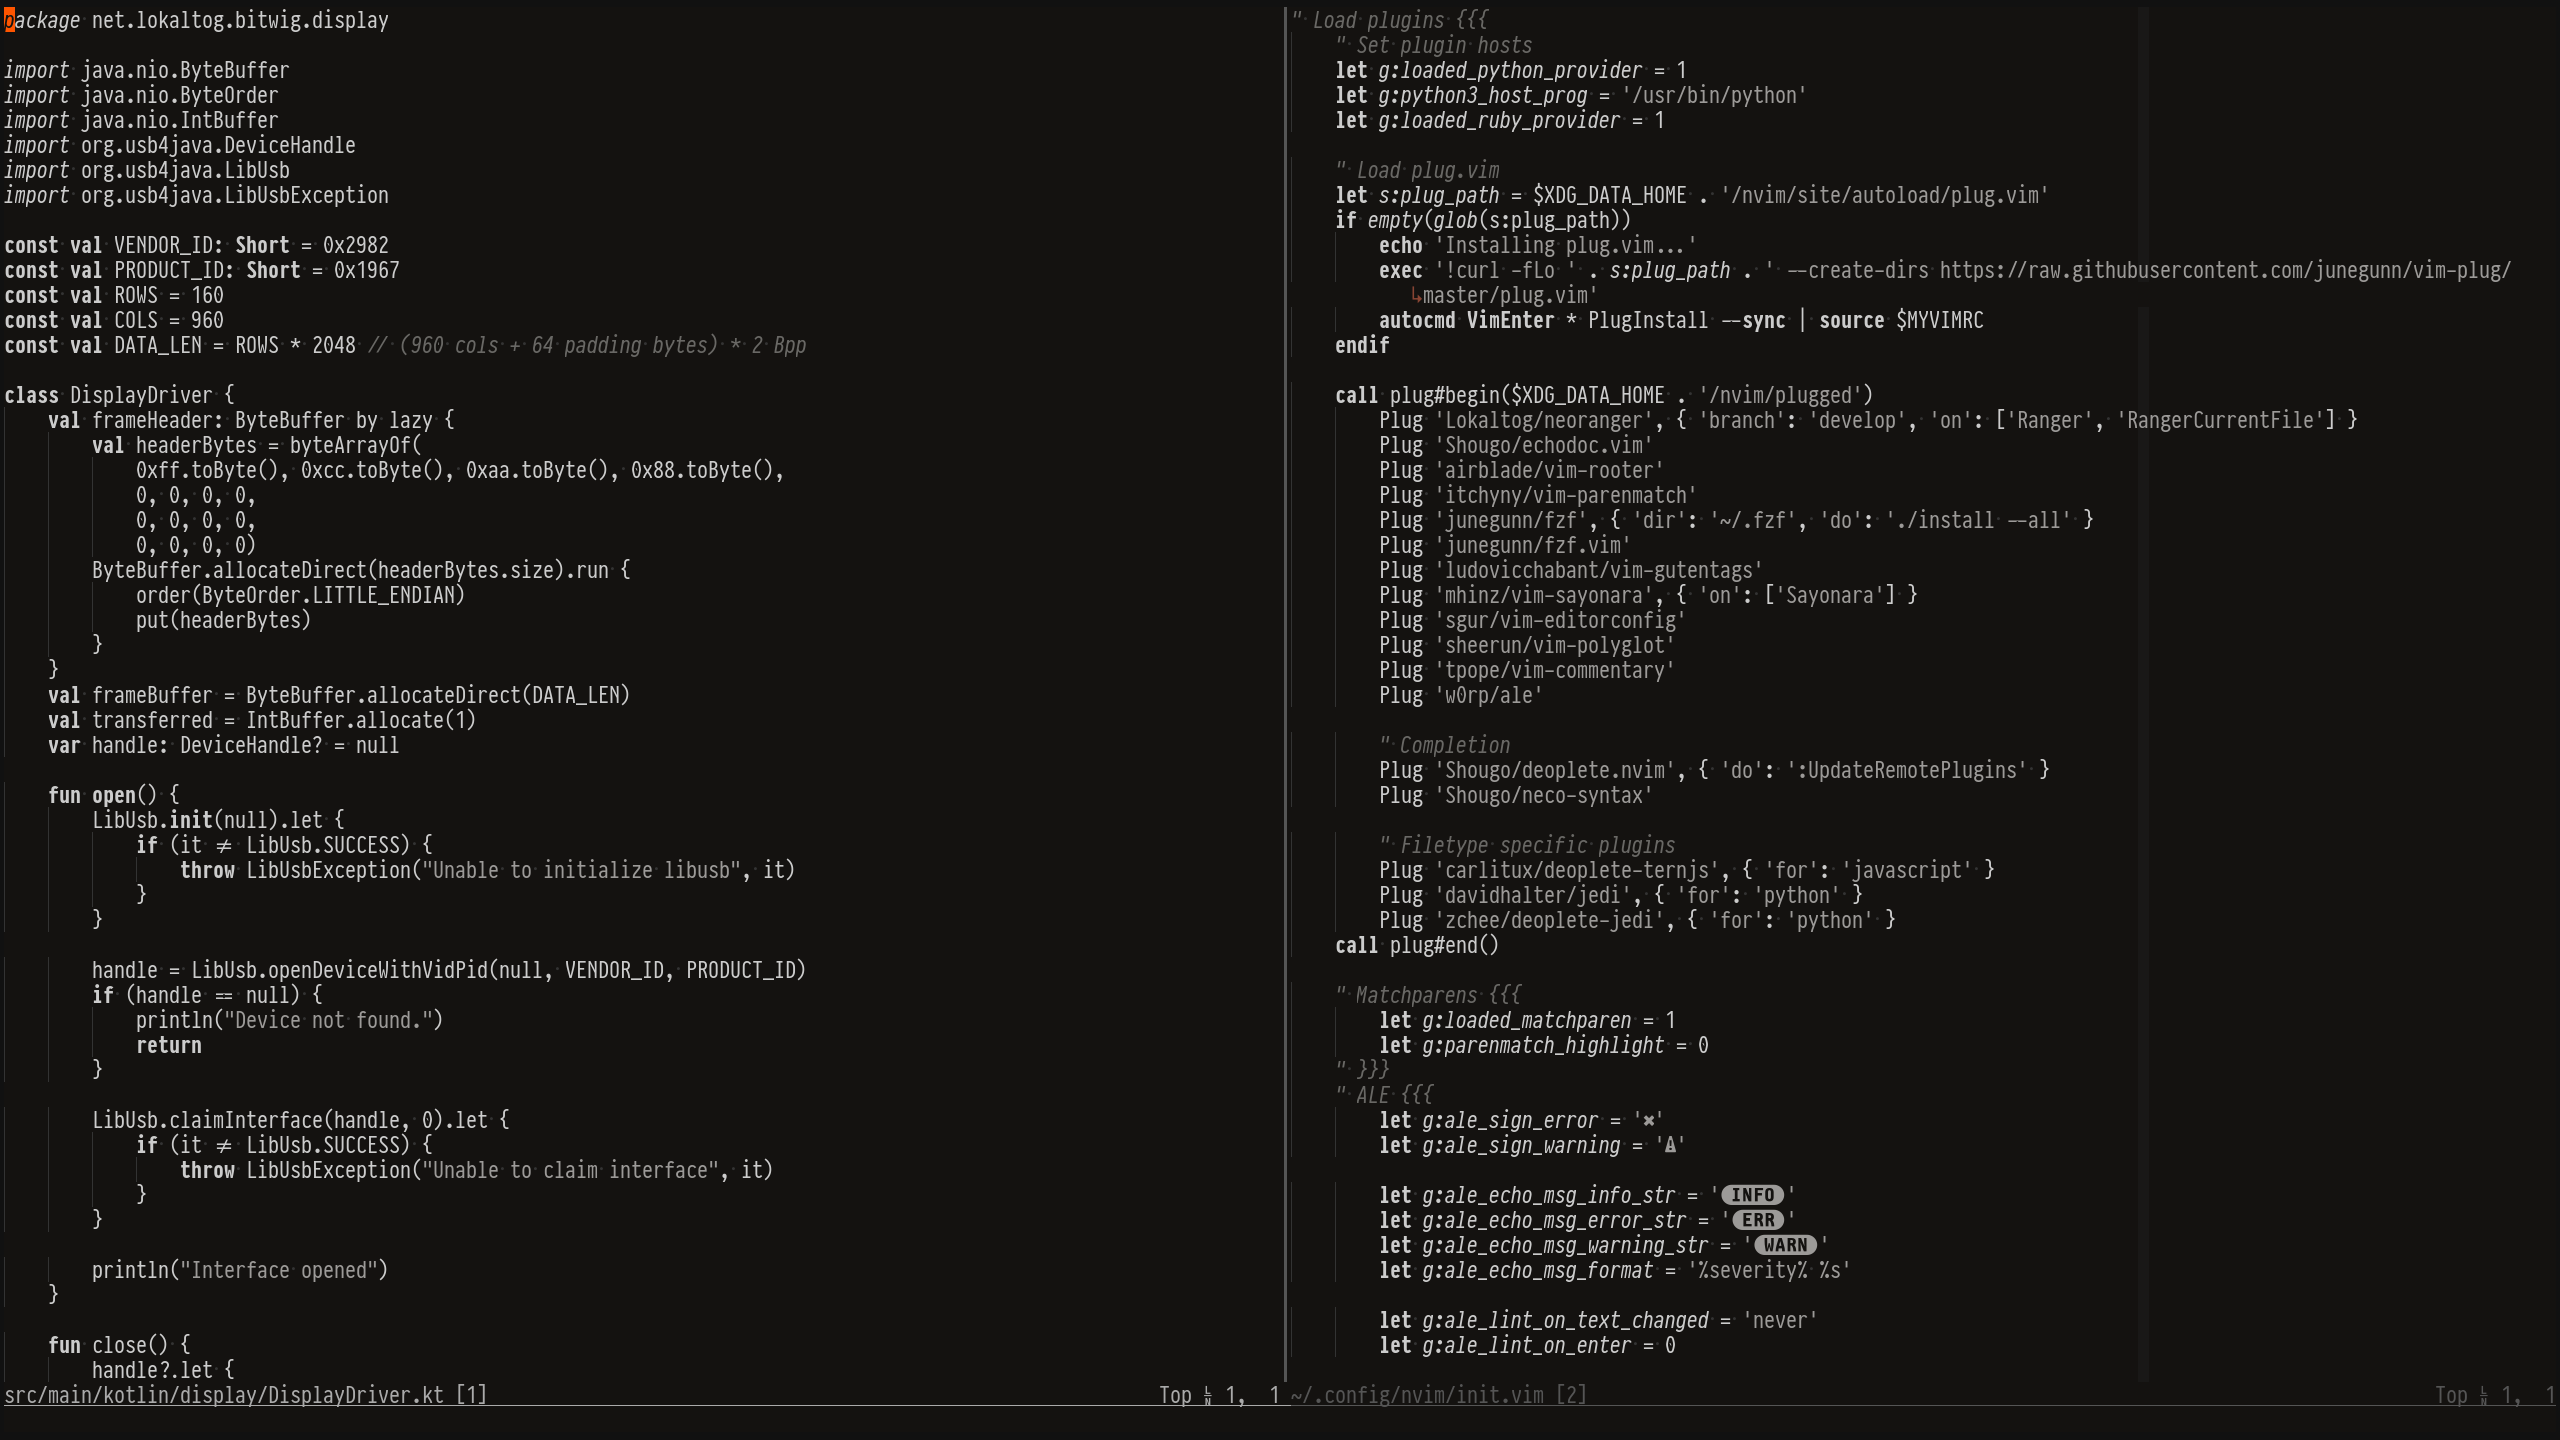 package net.lokaltog.bitwig.display

import java.nio.ByteBuffer
import java.nio.ByteOrder
import java.nio.IntBuffer
import org.usb4java.DeviceHandle
import org.usb4java.LibUsb
import org.usb4java.LibUsbException

const val VENDOR_ID: Short = 0x2982
const val PRODUCT_ID: Short = 0x1967
const val ROWS = 160
const val COLS = 960
const val DATA_LEN = ROWS * 2048 // (960 cols + 64 padding bytes) * 2 Bpp

class DisplayDriver {
    val frameHeader: ByteBuffer by lazy {
        val headerBytes = byteArrayOf(
            0xff.toByte(), 0xcc.toByte(), 0xaa.toByte(), 0x88.toByte(),
            0, 0, 0, 0,
            0, 0, 0, 0,
            0, 0, 0, 0)
        ByteBuffer.allocateDirect(headerBytes.size).run {
            order(ByteOrder.LITTLE_ENDIAN)
            put(headerBytes)
        }
    }
    val frameBuffer = ByteBuffer.allocateDirect(DATA_LEN)
    val transferred = IntBuffer.allocate(1)
    var handle: DeviceHandle? = null

    fun open() {
        LibUsb.init(null).let {
            if (it ≠ LibUsb.SUCCESS) {
                throw LibUsbException("Unable to initialize libusb", it)
            }
        }

        handle = LibUsb.openDeviceWithVidPid(null, VENDOR_ID, PRODUCT_ID)
        if (handle == null) {
            println("Device not found.")
            return
        }

        LibUsb.claimInterface(handle, 0).let {
            if (it ≠ LibUsb.SUCCESS) {
                throw LibUsbException("Unable to claim interface", it)
            }
        }

        println("Interface opened")
    }

    fun close() {
        handle?.let {
src/main/kotlin/display/DisplayDriver.kt [1] Top ␤ 1, 1
" Load plugins {{{
    " Set plugin hosts
    let g:loaded_python_provider = 1
    let g:python3_host_prog = '/usr/bin/python'
    let g:loaded_ruby_provider = 1

    " Load plug.vim
    let s:plug_path = $XDG_DATA_HOME . '/nvim/site/autoload/plug.vim'
    if empty(glob(s:plug_path))
        echo 'Installing plug.vim...'
        exec '!curl -fLo ' . s:plug_path . ' --create-dirs https://raw.githubusercontent.com/junegunn/vim-plug/
           ↳master/plug.vim'
        autocmd VimEnter * PlugInstall --sync | source $MYVIMRC
    endif

    call plug#begin($XDG_DATA_HOME . '/nvim/plugged')
        Plug 'Lokaltog/neoranger', { 'branch': 'develop', 'on': ['Ranger', 'RangerCurrentFile'] }
        Plug 'Shougo/echodoc.vim'
        Plug 'airblade/vim-rooter'
        Plug 'itchyny/vim-parenmatch'
        Plug 'junegunn/fzf', { 'dir': '~/.fzf', 'do': './install --all' }
        Plug 'junegunn/fzf.vim'
        Plug 'ludovicchabant/vim-gutentags'
        Plug 'mhinz/vim-sayonara', { 'on': ['Sayonara'] }
        Plug 'sgur/vim-editorconfig'
        Plug 'sheerun/vim-polyglot'
        Plug 'tpope/vim-commentary'
        Plug 'w0rp/ale'

        " Completion
        Plug 'Shougo/deoplete.nvim', { 'do': ':UpdateRemotePlugins' }
        Plug 'Shougo/neco-syntax'

        " Filetype specific plugins
        Plug 'carlitux/deoplete-ternjs', { 'for': 'javascript' }
        Plug 'davidhalter/jedi', { 'for': 'python' }
        Plug 'zchee/deoplete-jedi', { 'for': 'python' }
    call plug#end()

    " Matchparens {{{
        let g:loaded_matchparen = 1
        let g:parenmatch_highlight = 0
    " }}}
    " ALE {{{
        let g:ale_sign_error = '✖'
        let g:ale_sign_warning = '⚠'

        let g:ale_echo_msg_info_str = 'INFO'
        let g:ale_echo_msg_error_str = 'ERR'
        let g:ale_echo_msg_warning_str = 'WARN'
        let g:ale_echo_msg_format = '%severity% %s'

        let g:ale_lint_on_text_changed = 'never'
        let g:ale_lint_on_enter = 0
~/.config/nvim/init.vim [2] Top ␤ 1, 1